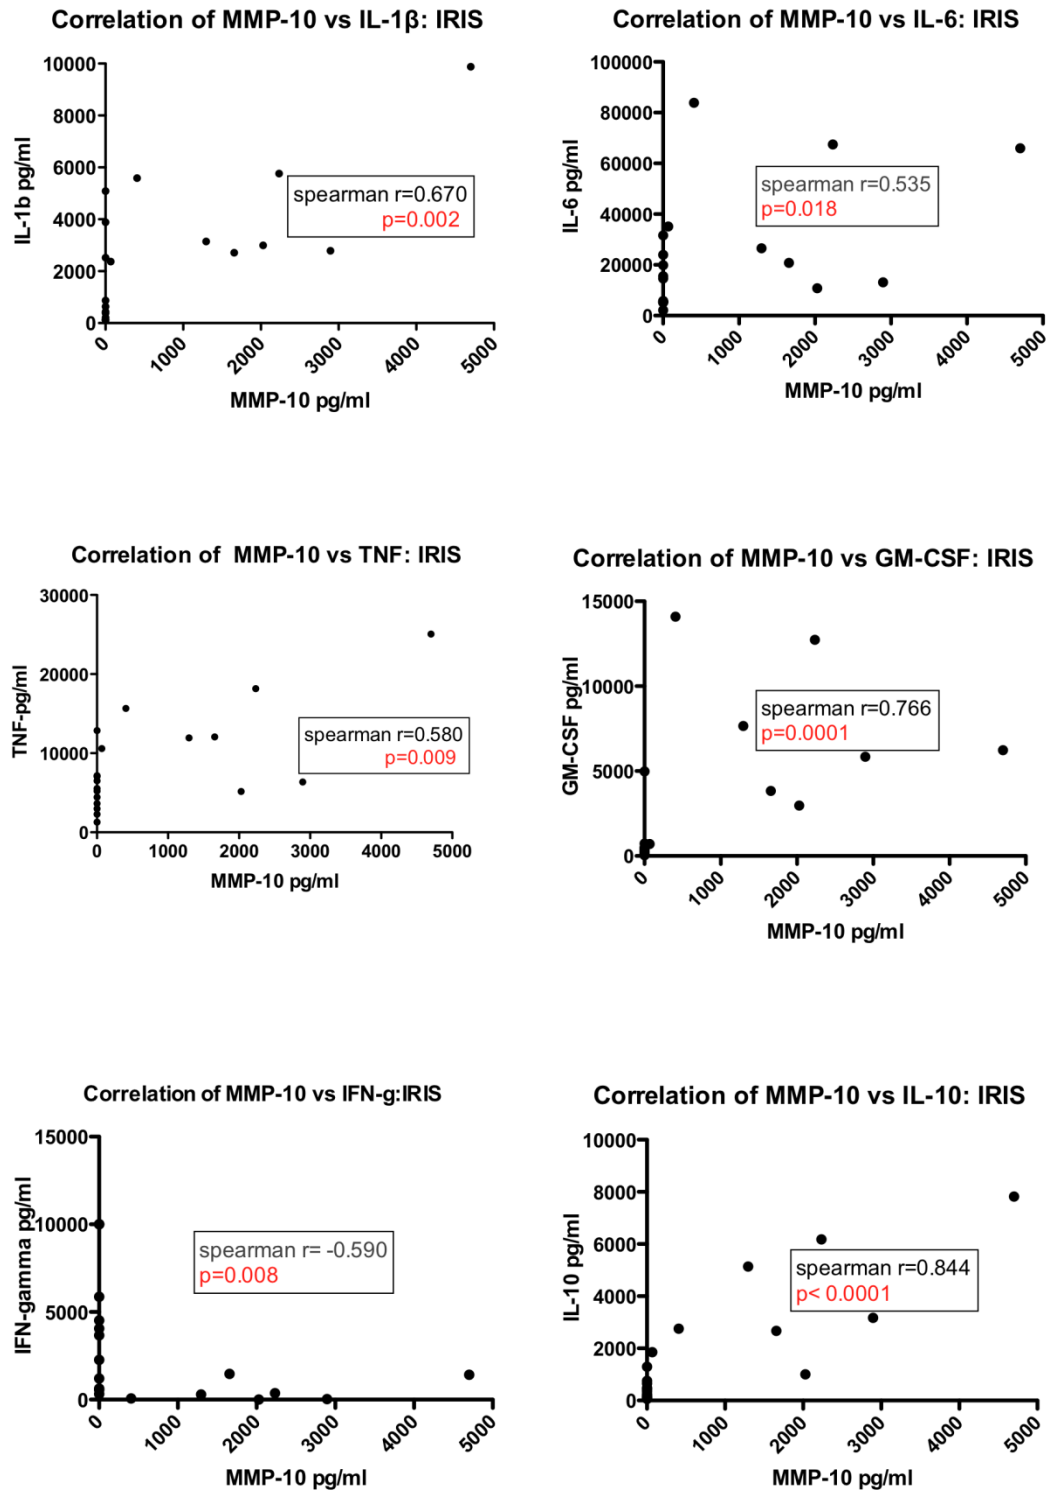 Correlation of MMP-10 vs IL-1β: IRIS
10000
8000
6000
4000
2000
0
IL-1b pg/ml
spearman r=0.670
p=0.002
0
1000
2000
3000
4000
5000
MMP-10 pg/ml
Correlation of MMP-10 vs IL-6: IRIS
100000
80000
60000
40000
20000
0
IL-6 pg/ml
spearman r=0.535
p=0.018
0
1000
2000
3000
4000
5000
MMP-10 pg/ml
Correlation of MMP-10 vs TNF: IRIS
30000
20000
10000
0
TNF-pg/ml
spearman r=0.580
p=0.009
0
1000
2000
3000
4000
5000
MMP-10 pg/ml
Correlation of MMP-10 vs GM-CSF: IRIS
15000
10000
5000
0
GM-CSF pg/ml
spearman r=0.766
p=0.0001
0
1000
2000
3000
4000
5000
MMP-10 pg/ml
Correlation of MMP-10 vs IFN-g:IRIS
15000
10000
5000
0
IFN-gamma pg/ml
spearman r= -0.590
p=0.008
0
1000
2000
3000
4000
5000
MMP-10 pg/ml
Correlation of MMP-10 vs IL-10: IRIS
10000
8000
6000
4000
2000
0
IL-10 pg/ml
spearman r=0.844
p< 0.0001
0
1000
2000
3000
4000
5000
MMP-10 pg/ml